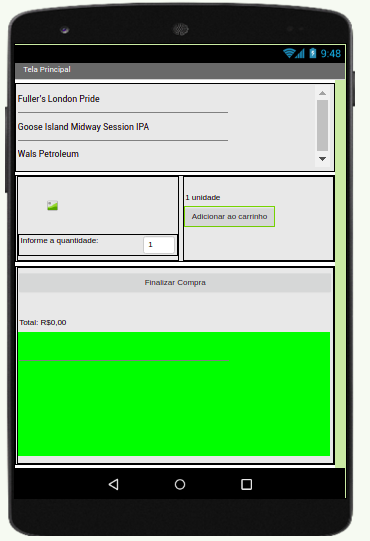 9:48
Tela Principal
Fuller's London Pride
Goose Island Midway Session IPA
Wals Petroleum
1 unidade
Adicionar ao carrinho
Informe a quantidade:
1
Finalizar Compra
Total: R$0,00